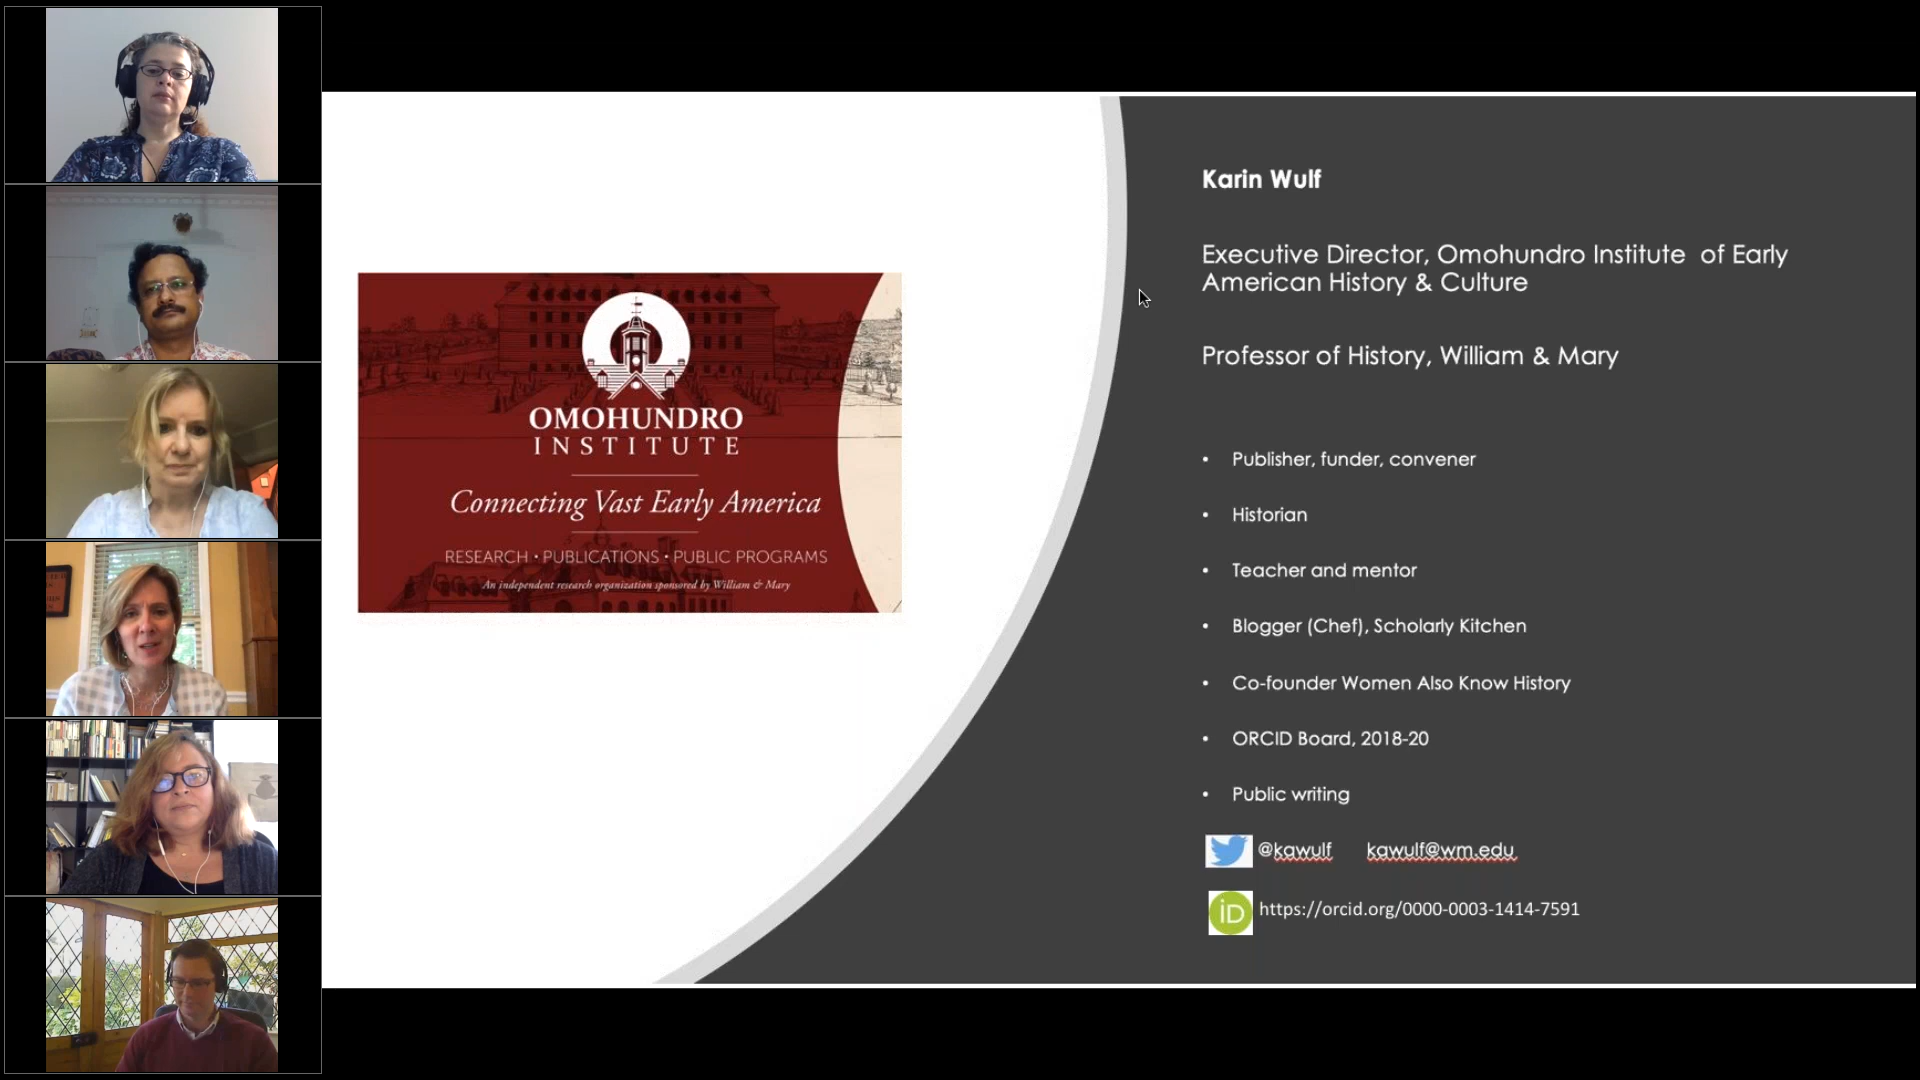 OMOHUNDRO
INSTITUTE
Connecting Vast Early America
RESEARCH • PUBLICATIONS • PUBLIC PROGRAMS
An independent research organization sponsored by William & Mary
Karin Wulf
Executive Director, Omohundro Institute of Early
American History & Culture
Professor of History, William & Mary
• Publisher, funder, convener
• Historian
• Teacher and mentor
• Blogger (Chef), Scholarly Kitchen
• Co-founder Women Also Know History
• ORCID Board, 2018-20
• Public writing
@kawulf kawulf@wm.edu
iD https://orcid.org/0000-0003-1414-7591